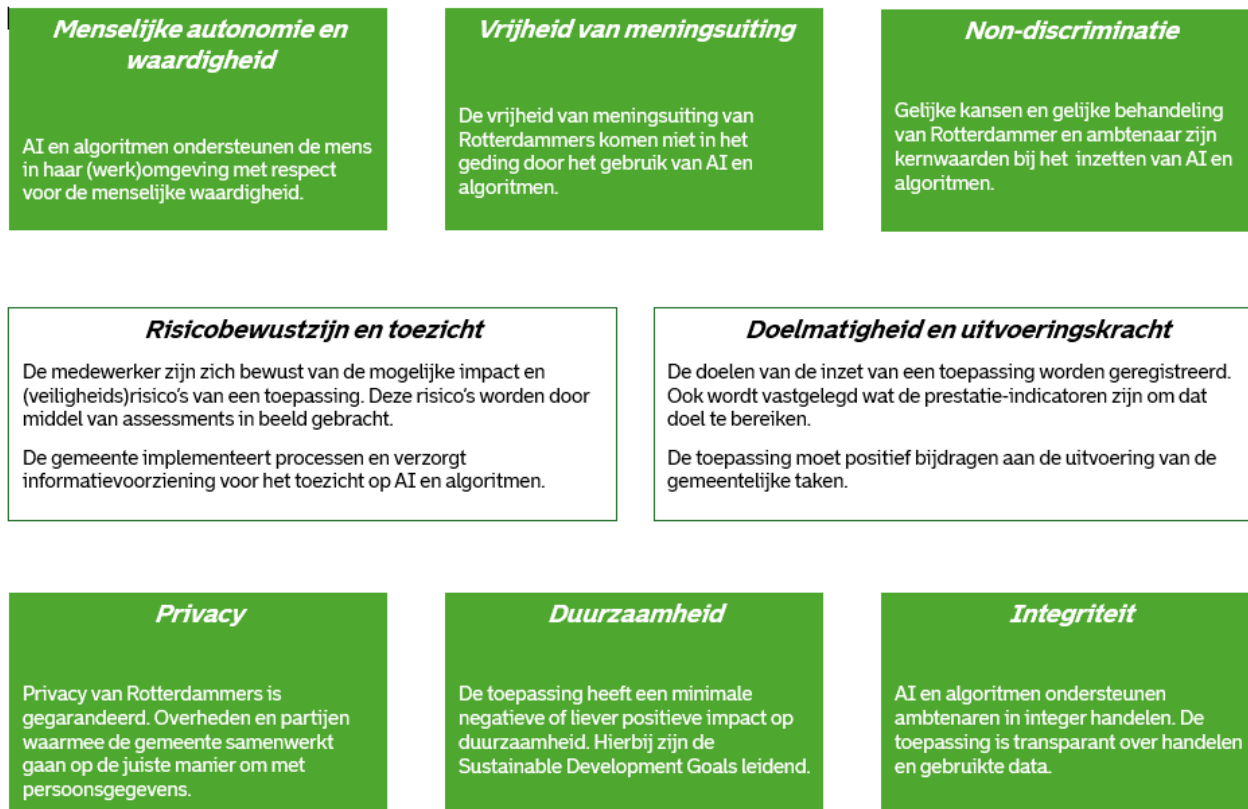 Menselijke autonomie en
waardigheid
AI en algoritmen ondersteunen de mens
in haar (werk)omgeving met respect
voor de menselijke waardigheid.
Vrijheid van meningsuiting
De vrijheid van meningsuiting van
Rotterdammers komen niet in het
geding door het gebruik van AI en
algoritmen.
Non-discriminatie
Gelijke kansen en gelijke behandeling
van Rotterdammer en ambtenaar zijn
kernwaarden bij het inzetten van AI en
algoritmen.
Risicobewustzijn en toezicht
De medewerker zijn zich bewust van de mogelijke impact en
(veiligheids)risico's van een toepassing. Deze risico's worden door
middel van assessments in beeld gebracht.
De gemeente implementeert processen en verzorgt
informatievoorziening voor het toezicht op AI en algoritmen.
Doelmatigheid en uitvoeringskracht
De doelen van de inzet van een toepassing worden geregistreerd.
Ook wordt vastgelegd wat de prestatie-indicatoren zijn om dat
doel te bereiken.
De toepassing moet positief bijdragen aan de uitvoering van de
gemeentelijke taken.
Privacy
Privacy van Rotterdammers is
gegarandeerd. Overheden en partijen
waarmee de gemeente samenwerkt
gaan op de juiste manier om met
persoonsgegevens.
Duurzaamheid
De toepassing heeft een minimale
negatieve of liever positieve impact op
duurzaamheid. Hierbij zijn de
Sustainable Development Goals leidend.
Integriteit
AI en algoritmen ondersteunen
ambtenaren in integer handelen. De
toepassing is transparant over handelen
en gebruikte data.